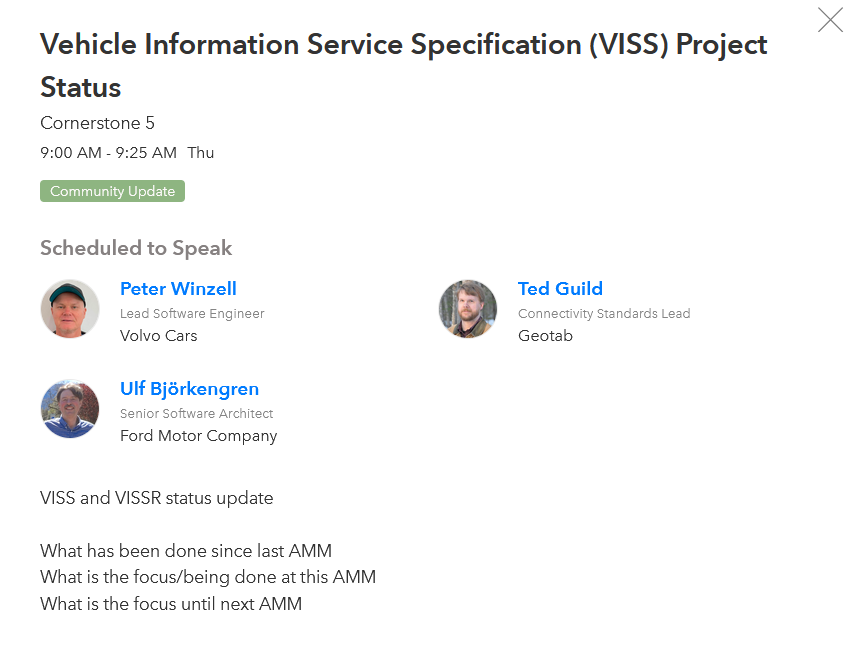 Vehicle Information Service Specification (VISS) Project
Status
Cornerstone 5
9:00 AM - 9:25 AM Thu
Community Update
Scheduled to Speak
Peter Winzell
Lead Software Engineer
Volvo Cars
Ted Guild
Connectivity Standards Lead
Geotab
Ulf Björkengren
Senior Software Architect
Ford Motor Company
VISS and VISSR status update
What has been done since last AMM
What is the focus/being done at this AMM
What is the focus until next AMM